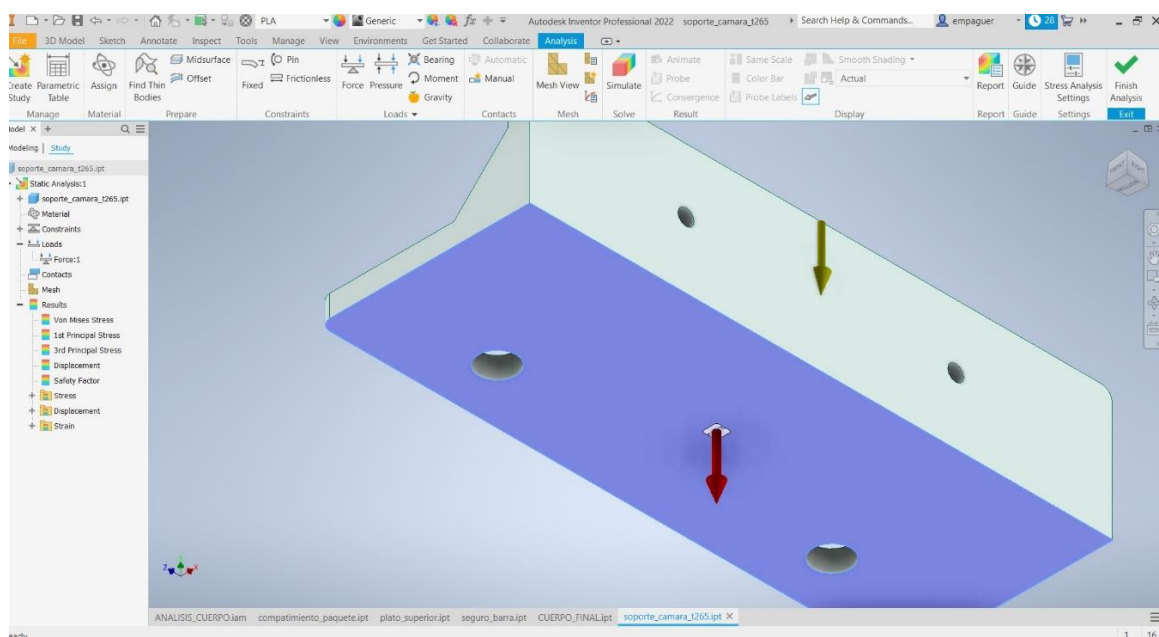 PLA Generic fx Autodesk Inventor Professional 2022 soporte_camara_t265 Search Help & Commands... empaguer 28
File 3D Model Sketch Annotate Inspect Tools Manage View Environments Get Started Collaborate Analysis
Create Study
Parametric Table
Assign
Find Thin Bodies
Midsurface
Offset
Fixed
Pin
Frictionless
Force
Pressure
Bearing
Moment
Gravity
Automatic
Manual
Mesh View
Simulate
Animate
Probe
Convergence
Same Scale
Color Bar
Probe Labels
Smooth Shading
Actual
Report
Guide
Stress Analysis Settings
Finish Analysis
Manage Material Prepare Constraints Loads Contacts Mesh Solve Result Display Report Guide Settings Exit
Model
Modeling Study
soporte_camara_t265.ipt
Static Analysis:1
soporte_camara_t265.ipt
Material
Constraints
Loads
Force:1
Contacts
Mesh
Results
Von Mises Stress
1st Principal Stress
3rd Principal Stress
Displacement
Safety Factor
Stress
Displacement
Strain
Z Y X
ANALISIS_CUERPO.iam compatimiento_paquete.ipt plato_superior.ipt seguro_barra.ipt CUERPO_FINAL.ipt soporte_camara_t265.ipt
1 16